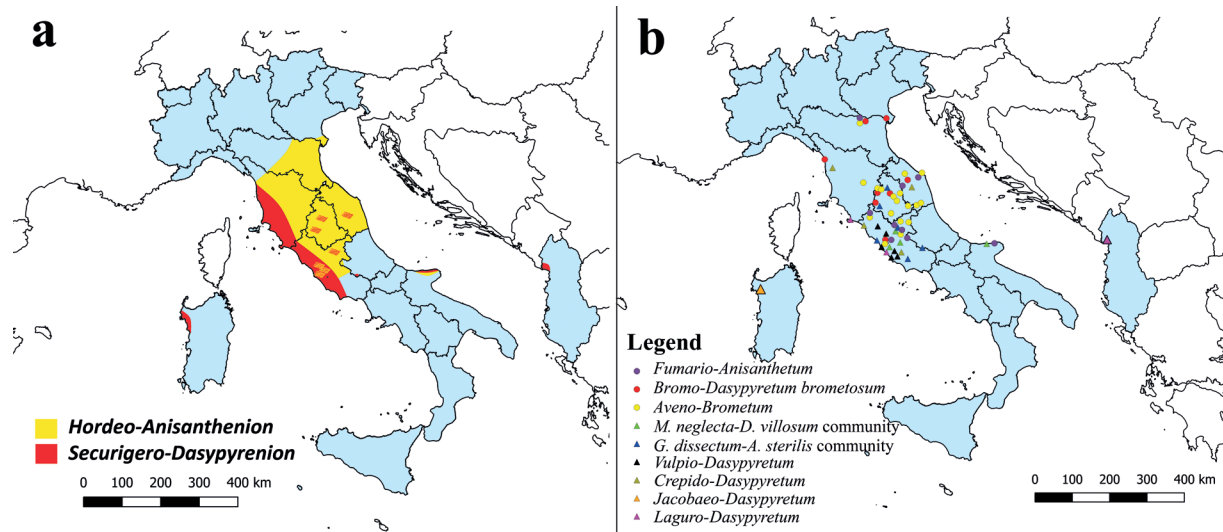 a
Hordeo-Anisanthenion
Securigero-Dasypyrenion
0 100 200 300 400 km
b
Legend
Fumario-Anisanthetum
Bromo-Dasypyretum brometosum
Aveno-Brometum
M. neglecta-D. villosum community
G. dissectum-A. sterilis community
Vulpio-Dasypyretum
Crepido-Dasypyretum
Jacobaeo-Dasypyretum
Laguro-Dasypyretum
0 100 200 300 400 km